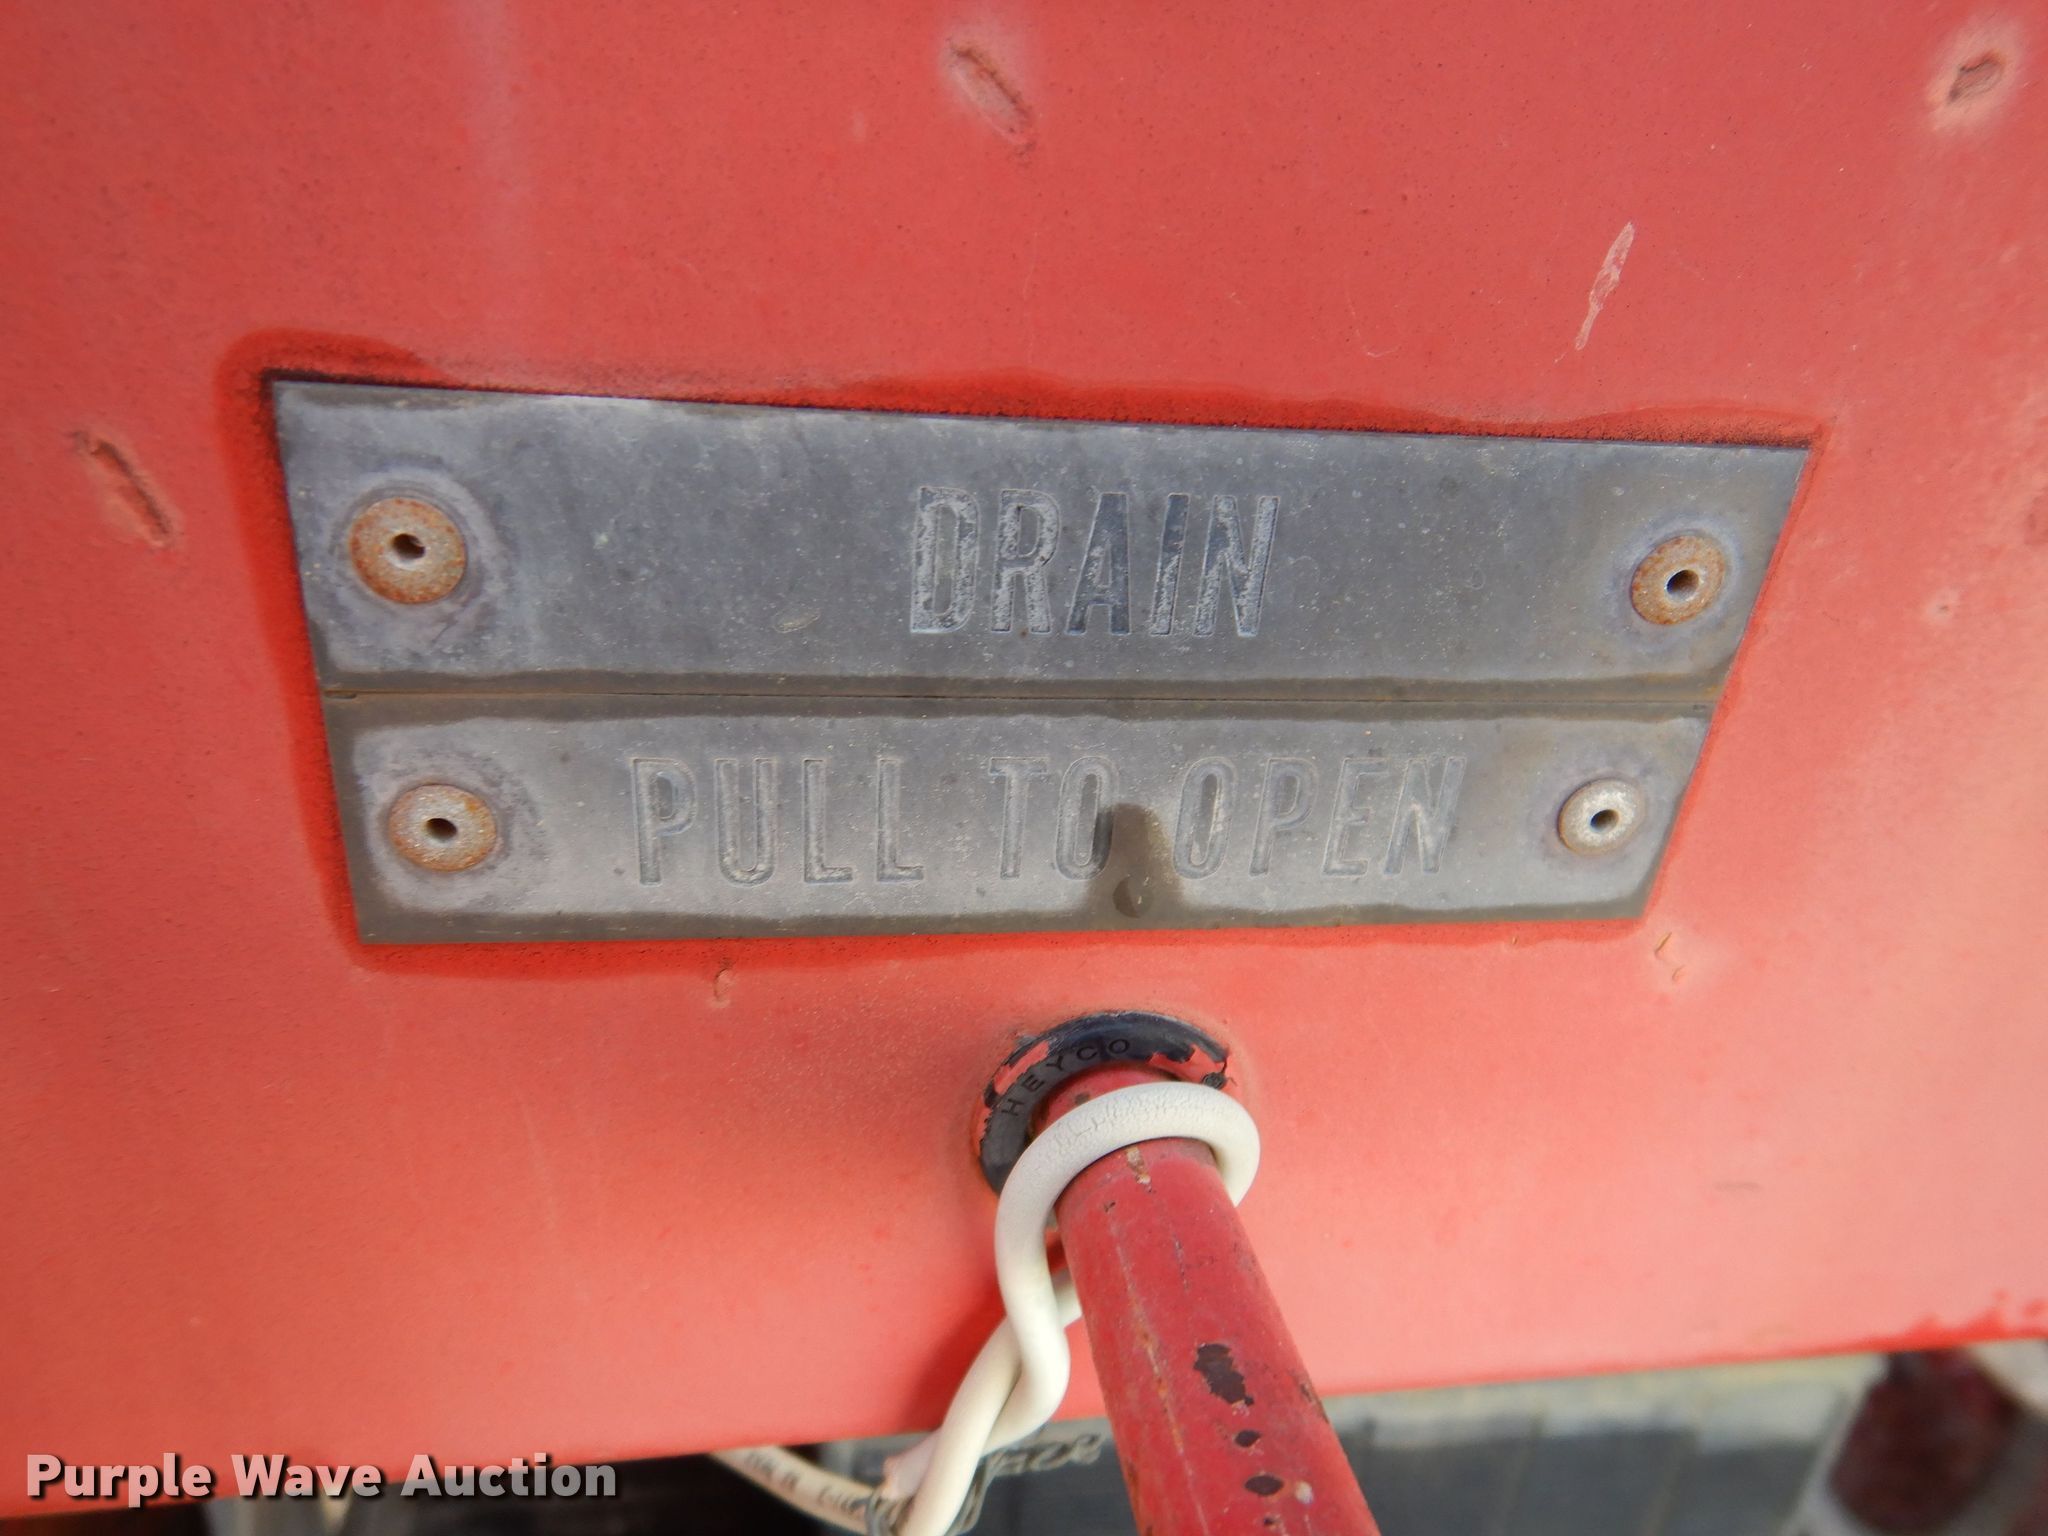 DRAIN
PULL TO OPEN
HEYCO
Purple Wave Auction